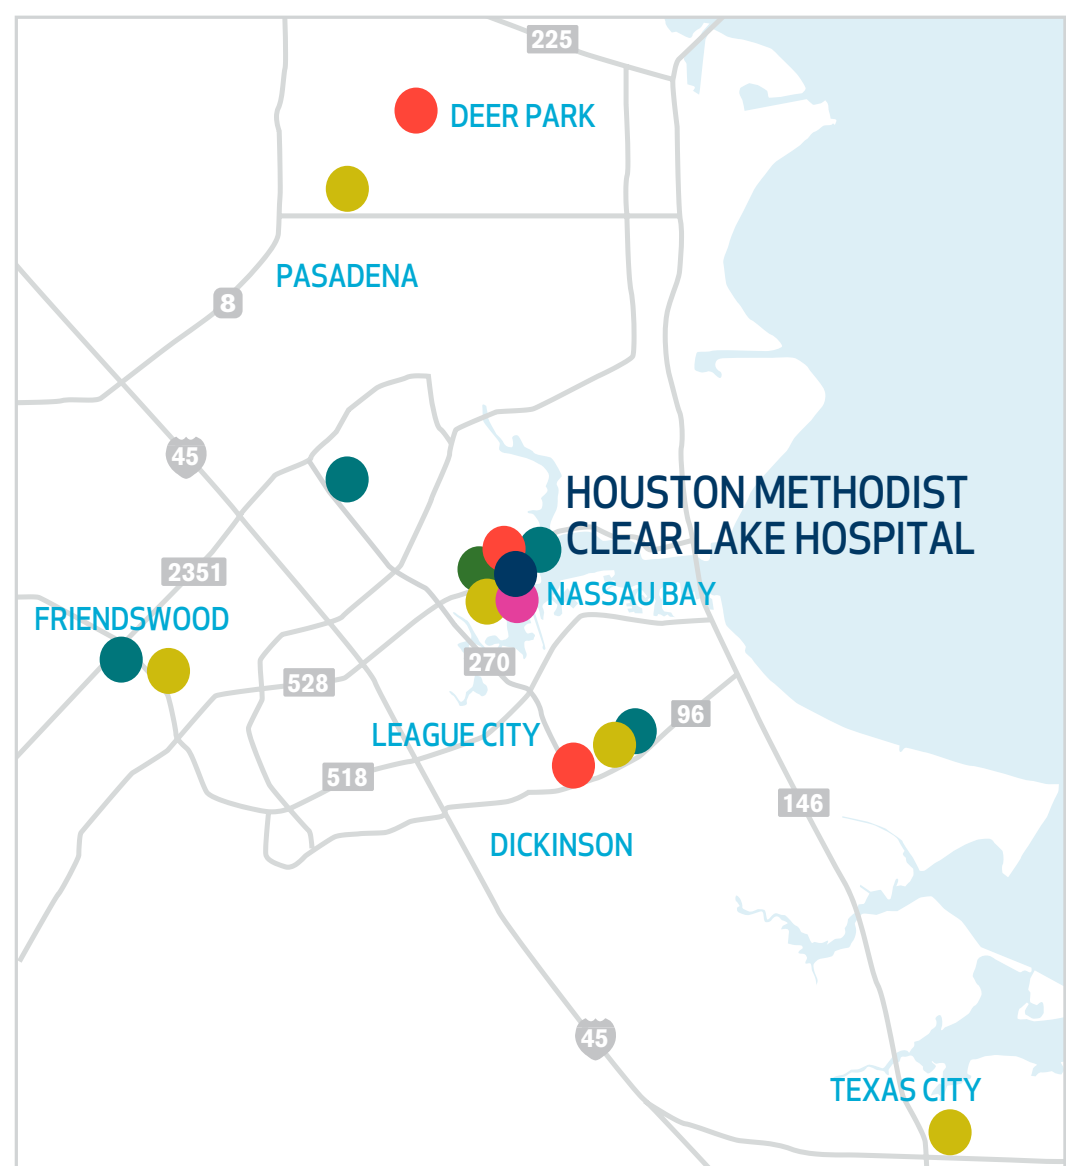 225
DEER PARK
PASADENA
8
45
HOUSTON METHODIST
CLEAR LAKE HOSPITAL
2351
NASSAU BAY
FRIENDSWOOD
270
528
96
LEAGUE CITY
518
146
DICKINSON
45
TEXAS CITY